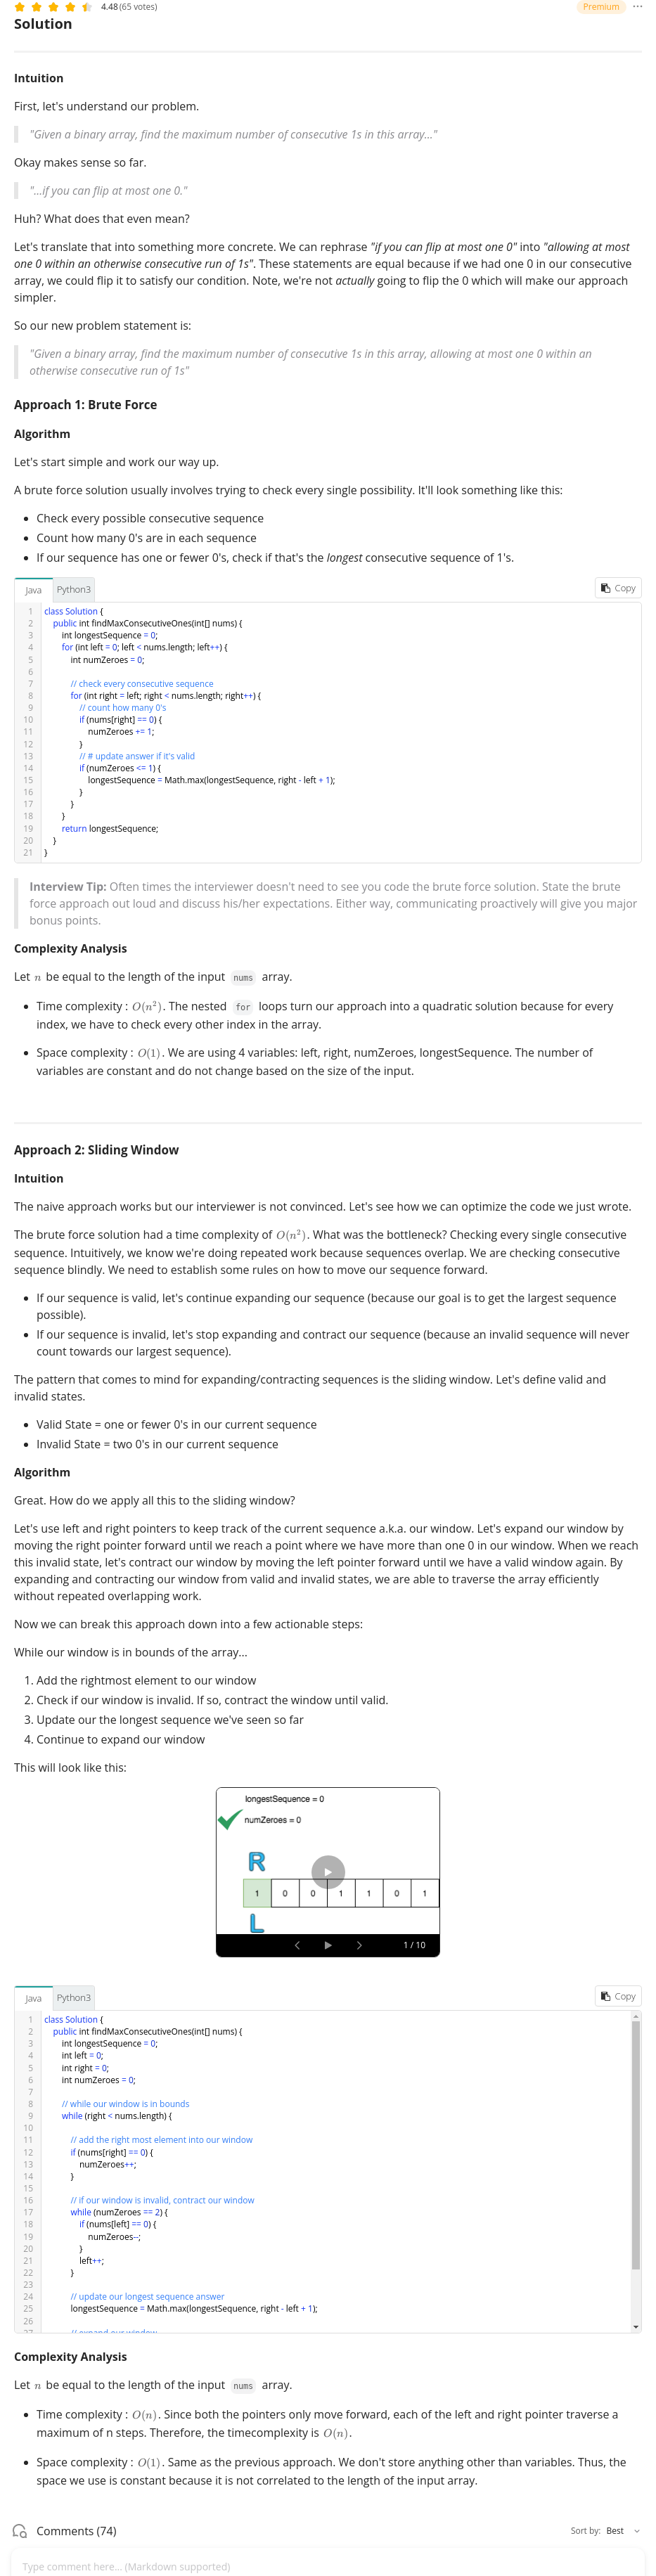 4.48 (65 votes)
Premium
Solution
Intuition
First, let's understand our problem.
"Given a binary array, find the maximum number of consecutive 1s in this array..."
Okay makes sense so far.
"...if you can flip at most one 0."
Huh? What does that even mean?
Let's translate that into something more concrete. We can rephrase "if you can flip at most one 0" into "allowing at most
one 0 within an otherwise consecutive run of 1s". These statements are equal because if we had one 0 in our consecutive
array, we could flip it to satisfy our condition. Note, we're not actually going to flip the 0 which will make our approach
simpler.
So our new problem statement is:
"Given a binary array, find the maximum number of consecutive 1s in this array, allowing at most one 0 within an
otherwise consecutive run of 1s"
Approach 1: Brute Force
Algorithm
Let's start simple and work our way up.
A brute force solution usually involves trying to check every single possibility. It'll look something like this:
• Check every possible consecutive sequence
• Count how many 0's are in each sequence
• If our sequence has one or fewer 0's, check if that's the longest consecutive sequence of 1's.
Java Python3 Copy
1 class Solution {
2 public int findMaxConsecutiveOnes(int[] nums) {
3 int longestSequence = 0;
4 for (int left = 0; left < nums.length; left++) {
5 int numZeroes = 0;
6
7 // check every consecutive sequence
8 for (int right = left; right < nums.length; right++) {
9 // count how many 0's
10 if (nums[right] == 0) {
11 numZeroes += 1;
12 }
13 // # update answer if it's valid
14 if (numZeroes <= 1) {
15 longestSequence = Math.max(longestSequence, right - left + 1);
16 }
17 }
18 }
19 return longestSequence;
20 }
21 }
Interview Tip: Often times the interviewer doesn't need to see you code the brute force solution. State the brute
force approach out loud and discuss his/her expectations. Either way, communicating proactively will give you major
bonus points.
Complexity Analysis
Let n be equal to the length of the input nums array.
• Time complexity : O(n²). The nested for loops turn our approach into a quadratic solution because for every
index, we have to check every other index in the array.
• Space complexity : O(1). We are using 4 variables: left, right, numZeroes, longestSequence. The number of
variables are constant and do not change based on the size of the input.
Approach 2: Sliding Window
Intuition
The naive approach works but our interviewer is not convinced. Let's see how we can optimize the code we just wrote.
The brute force solution had a time complexity of O(n²). What was the bottleneck? Checking every single consecutive
sequence. Intuitively, we know we're doing repeated work because sequences overlap. We are checking consecutive
sequence blindly. We need to establish some rules on how to move our sequence forward.
• If our sequence is valid, let's continue expanding our sequence (because our goal is to get the largest sequence
possible).
• If our sequence is invalid, let's stop expanding and contract our sequence (because an invalid sequence will never
count towards our largest sequence).
The pattern that comes to mind for expanding/contracting sequences is the sliding window. Let's define valid and
invalid states.
• Valid State = one or fewer 0's in our current sequence
• Invalid State = two 0's in our current sequence
Algorithm
Great. How do we apply all this to the sliding window?
Let's use left and right pointers to keep track of the current sequence a.k.a. our window. Let's expand our window by
moving the right pointer forward until we reach a point where we have more than one 0 in our window. When we reach
this invalid state, let's contract our window by moving the left pointer forward until we have a valid window again. By
expanding and contracting our window from valid and invalid states, we are able to traverse the array efficiently
without repeated overlapping work.
Now we can break this approach down into a few actionable steps:
While our window is in bounds of the array...
1. Add the rightmost element to our window
2. Check if our window is invalid. If so, contract the window until valid.
3. Update our the longest sequence we've seen so far
4. Continue to expand our window
This will look like this:
longestSequence = 0
numZeroes = 0
R
1 0 0 1 1 0 1
L
1 / 10
Java Python3 Copy
1 class Solution {
2 public int findMaxConsecutiveOnes(int[] nums) {
3 int longestSequence = 0;
4 int left = 0;
5 int right = 0;
6 int numZeroes = 0;
7
8 // while our window is in bounds
9 while (right < nums.length) {
10
11 // add the right most element into our window
12 if (nums[right] == 0) {
13 numZeroes++;
14 }
15
16 // if our window is invalid, contract our window
17 while (numZeroes == 2) {
18 if (nums[left] == 0) {
19 numZeroes--;
20 }
21 left++;
22 }
23
24 // update our longest sequence answer
25 longestSequence = Math.max(longestSequence, right - left + 1);
26
27 // expand our window
Complexity Analysis
Let n be equal to the length of the input nums array.
• Time complexity : O(n). Since both the pointers only move forward, each of the left and right pointer traverse a
maximum of n steps. Therefore, the timecomplexity is O(n).
• Space complexity : O(1). Same as the previous approach. We don't store anything other than variables. Thus, the
space we use is constant because it is not correlated to the length of the input array.
Comments (74)
Sort by: Best
Type comment here... (Markdown supported)